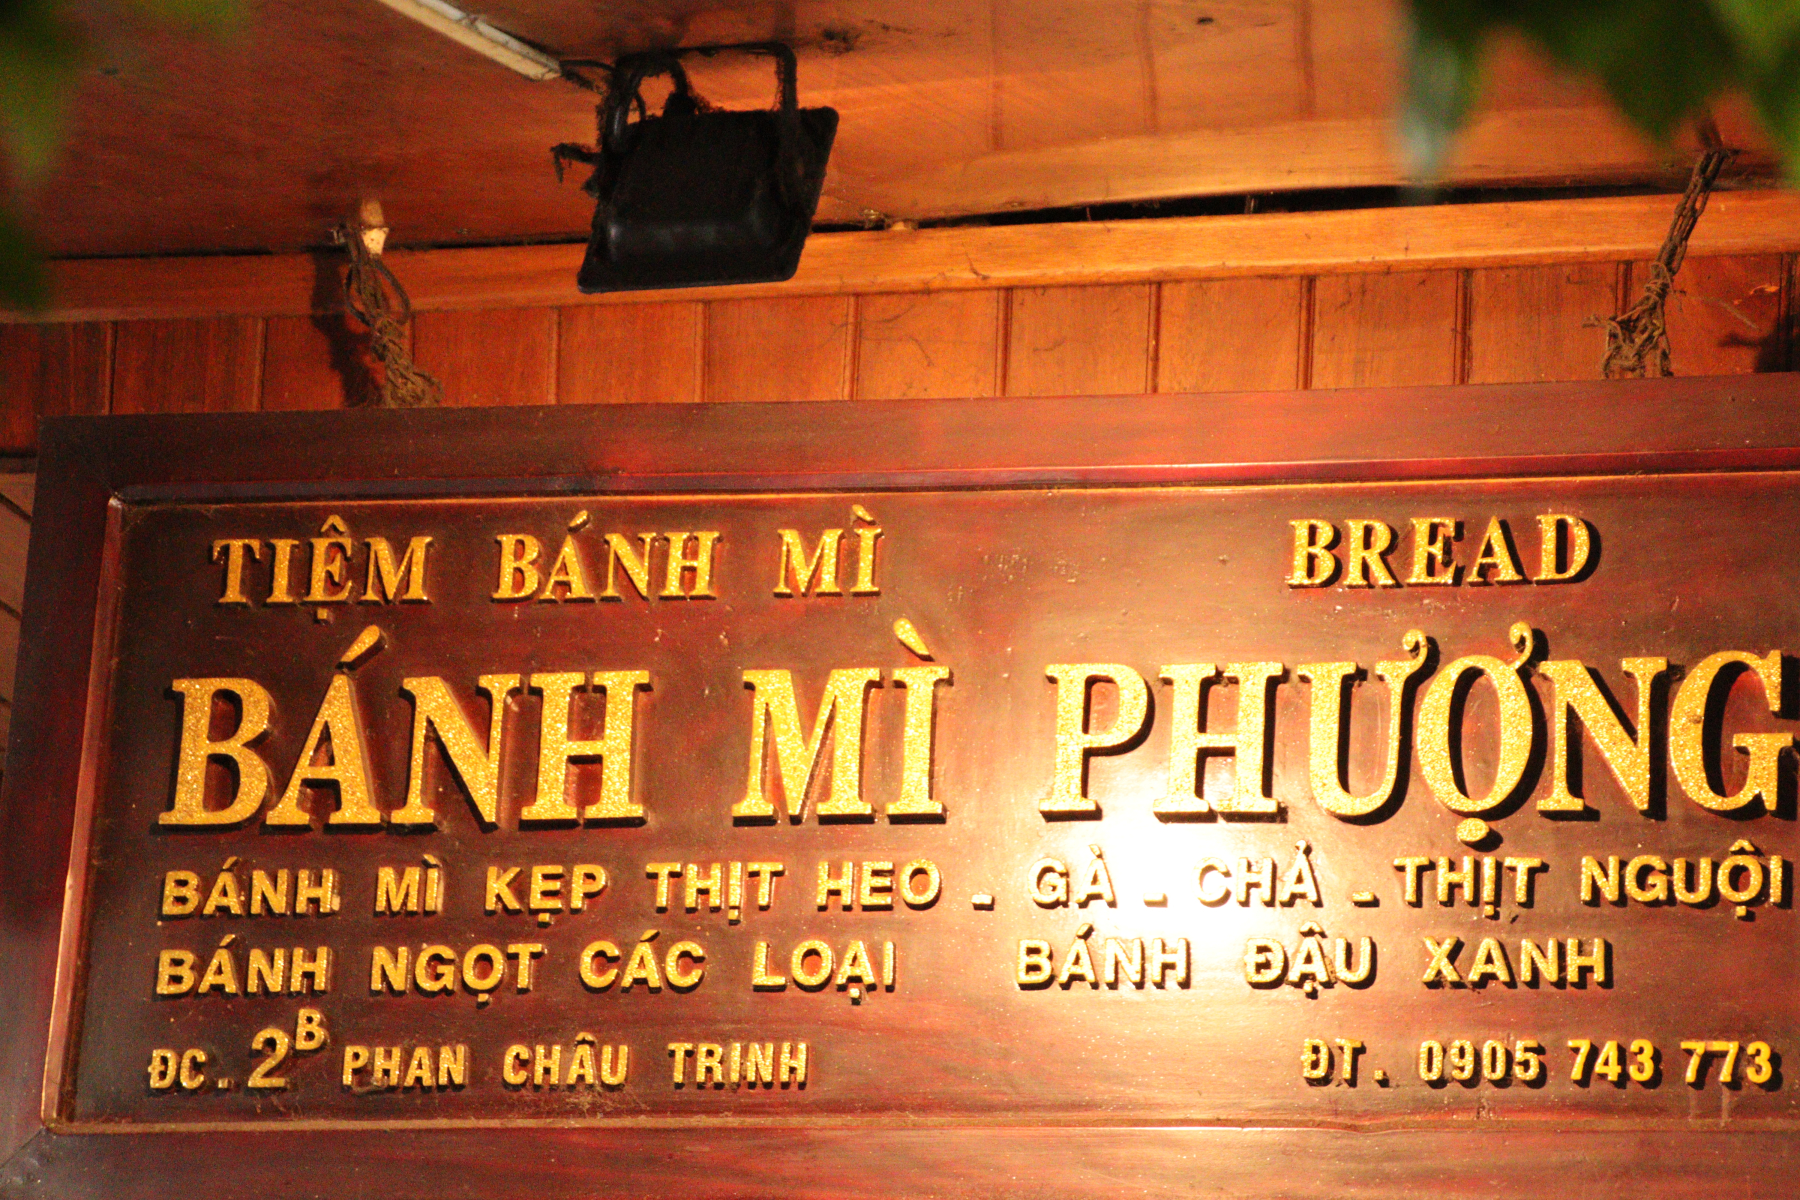 TIỆM BÁNH MÌ BREAD
BÁNH MÌ PHƯỢNG
BÁNH MÌ KẸP THỊT HEO - GÀ - CHẢ - THỊT NGUỘI
BÁNH NGỌT CÁC LOẠI BÁNH ĐẬU XANH
ĐC. 2B PHAN CHÂU TRINH ĐT. 0905 743 773